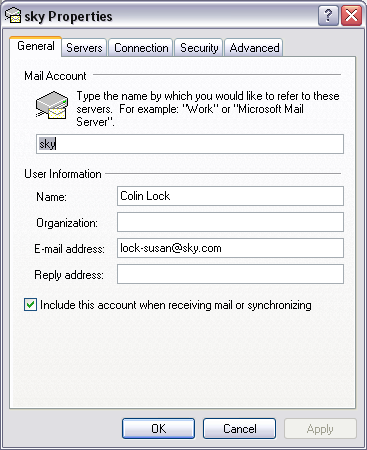 sky Properties
General Servers Connection Security Advanced
Mail Account
Type the name by which you would like to refer to these
servers. For example: "Work" or "Microsoft Mail
Server".
sky
User Information
Name: Colin Lock
Organization:
E-mail address: lock-susan@sky.com
Reply address:
Include this account when receiving mail or synchronizing
OK Cancel Apply